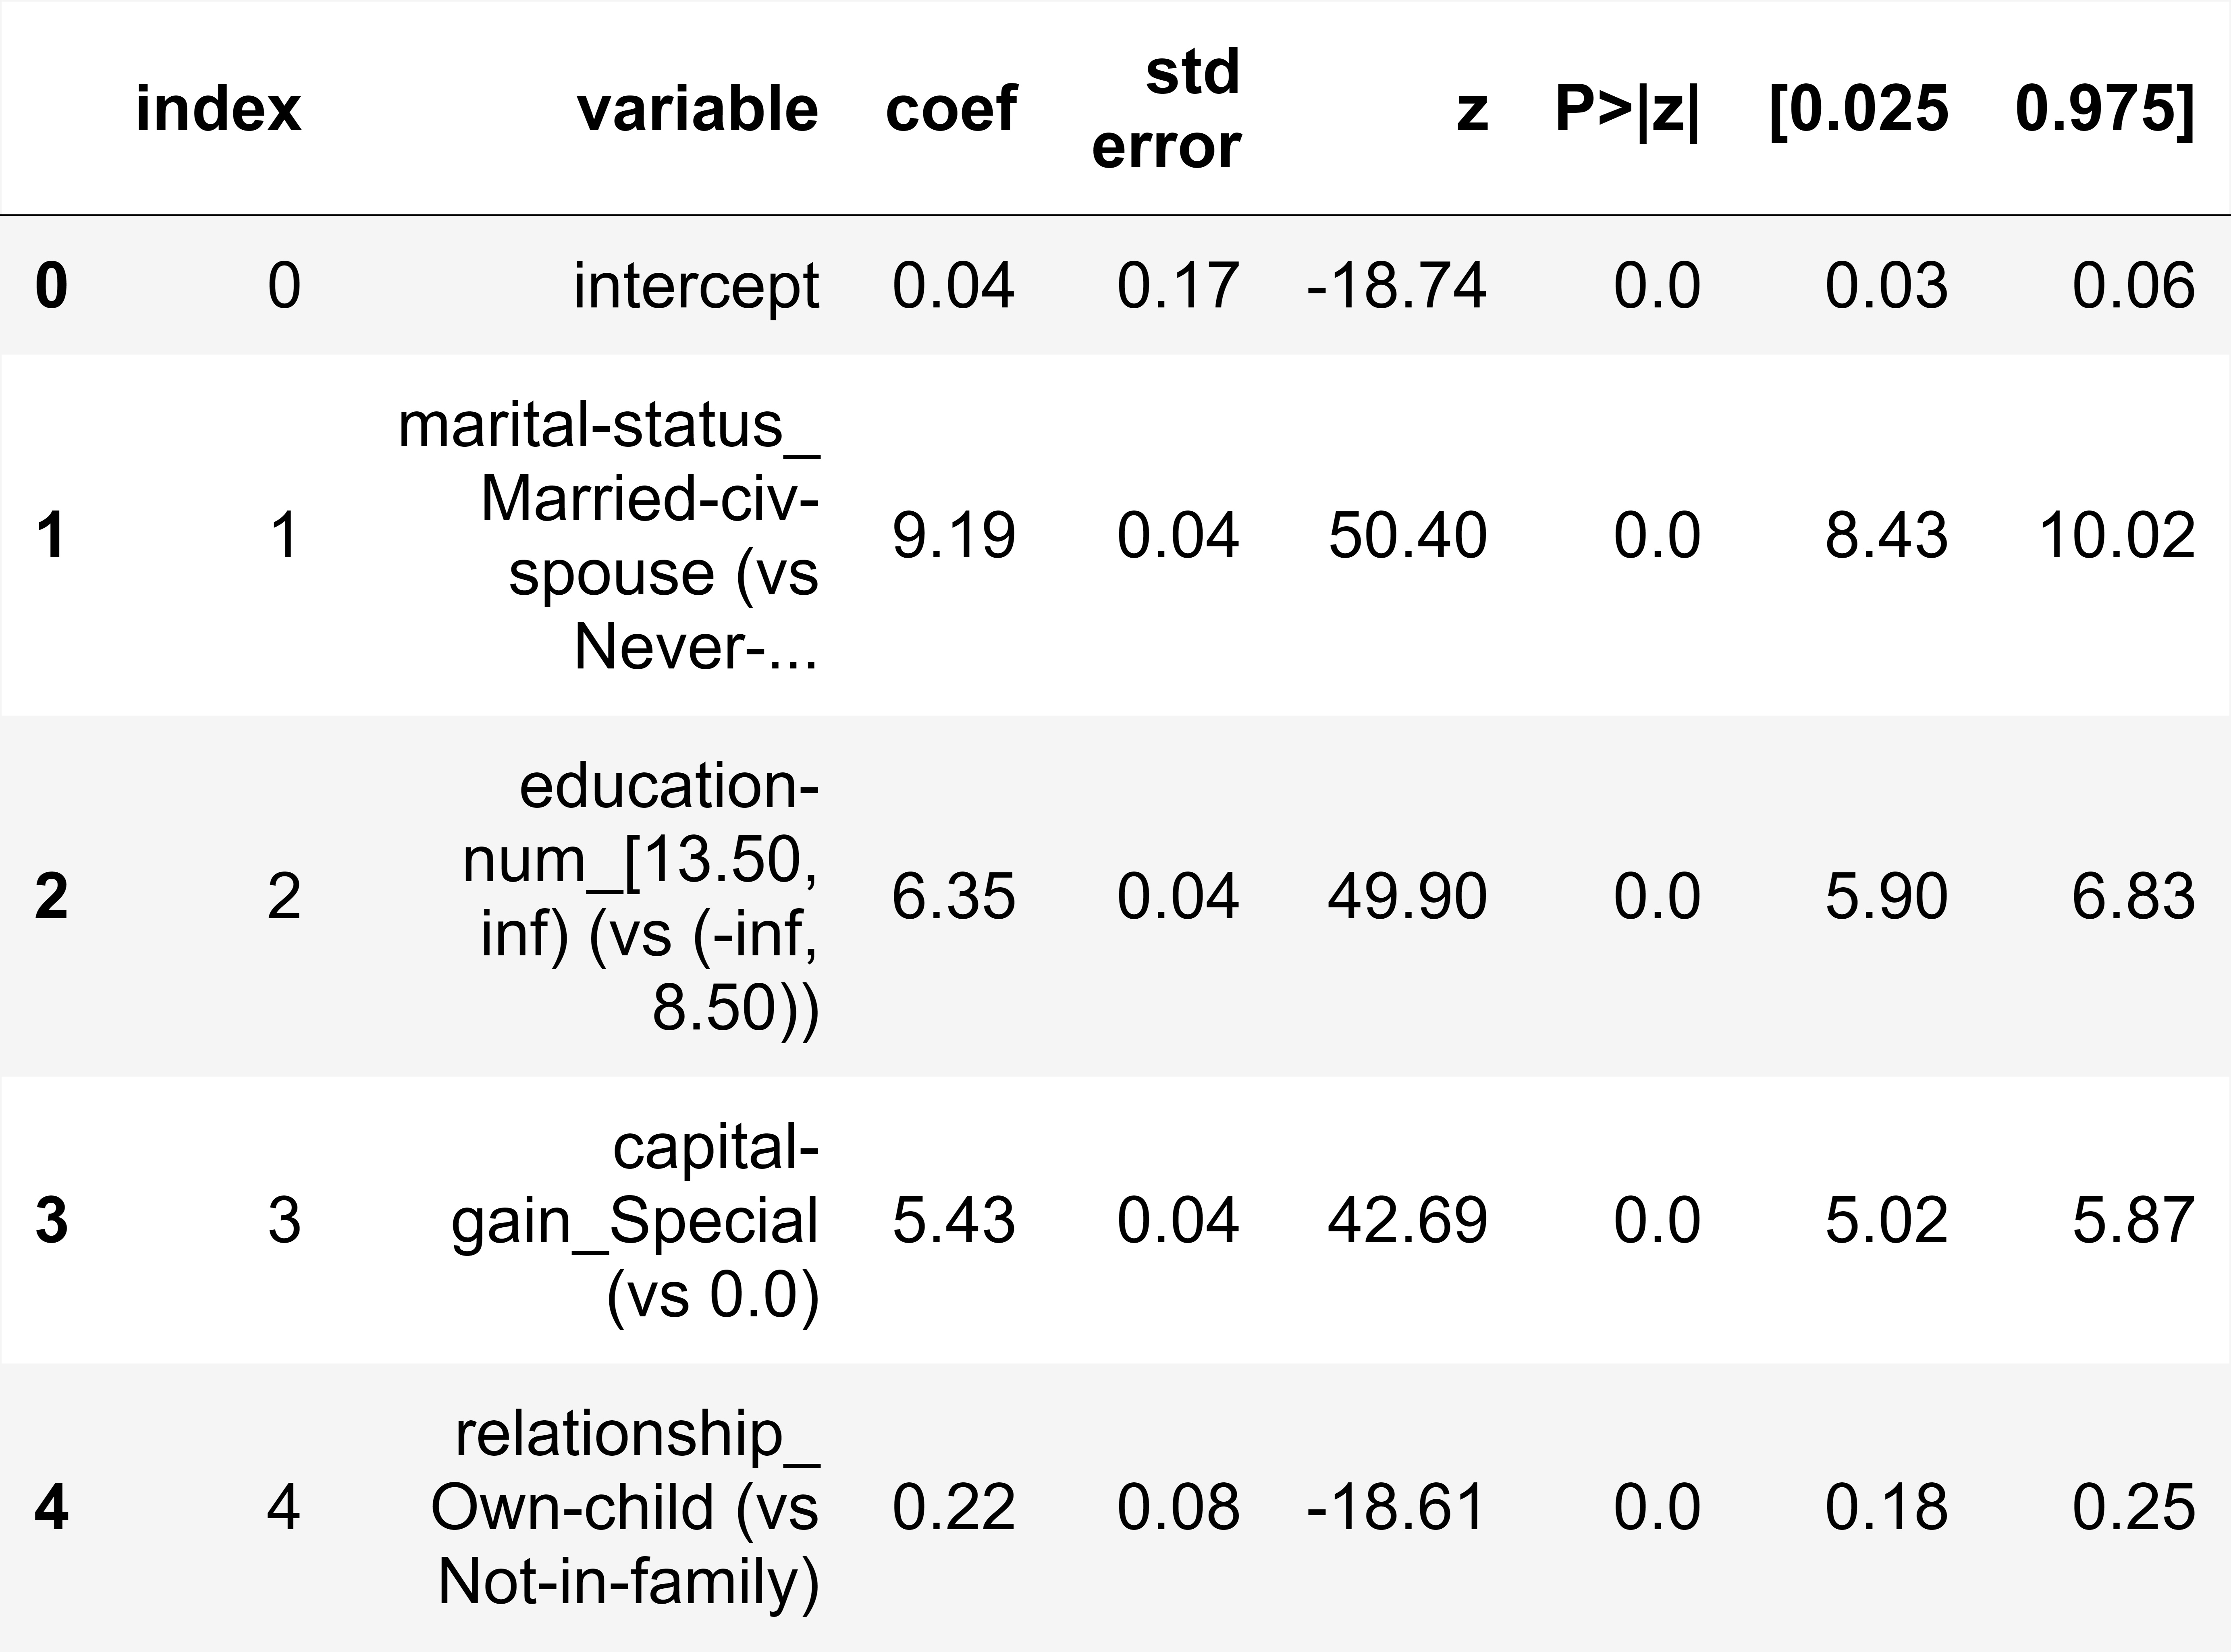 index variable coef std error z P>|z| [0.025 0.975]
0 0 intercept 0.04 0.17 -18.74 0.0 0.03 0.06
1 1 marital-status_ Married-civ- spouse (vs Never-... 9.19 0.04 50.40 0.0 8.43 10.02
2 2 education- num_[13.50, inf) (vs (-inf, 8.50)) 6.35 0.04 49.90 0.0 5.90 6.83
3 3 capital- gain_Special (vs 0.0) 5.43 0.04 42.69 0.0 5.02 5.87
4 4 relationship_ Own-child (vs Not-in-family) 0.22 0.08 -18.61 0.0 0.18 0.25